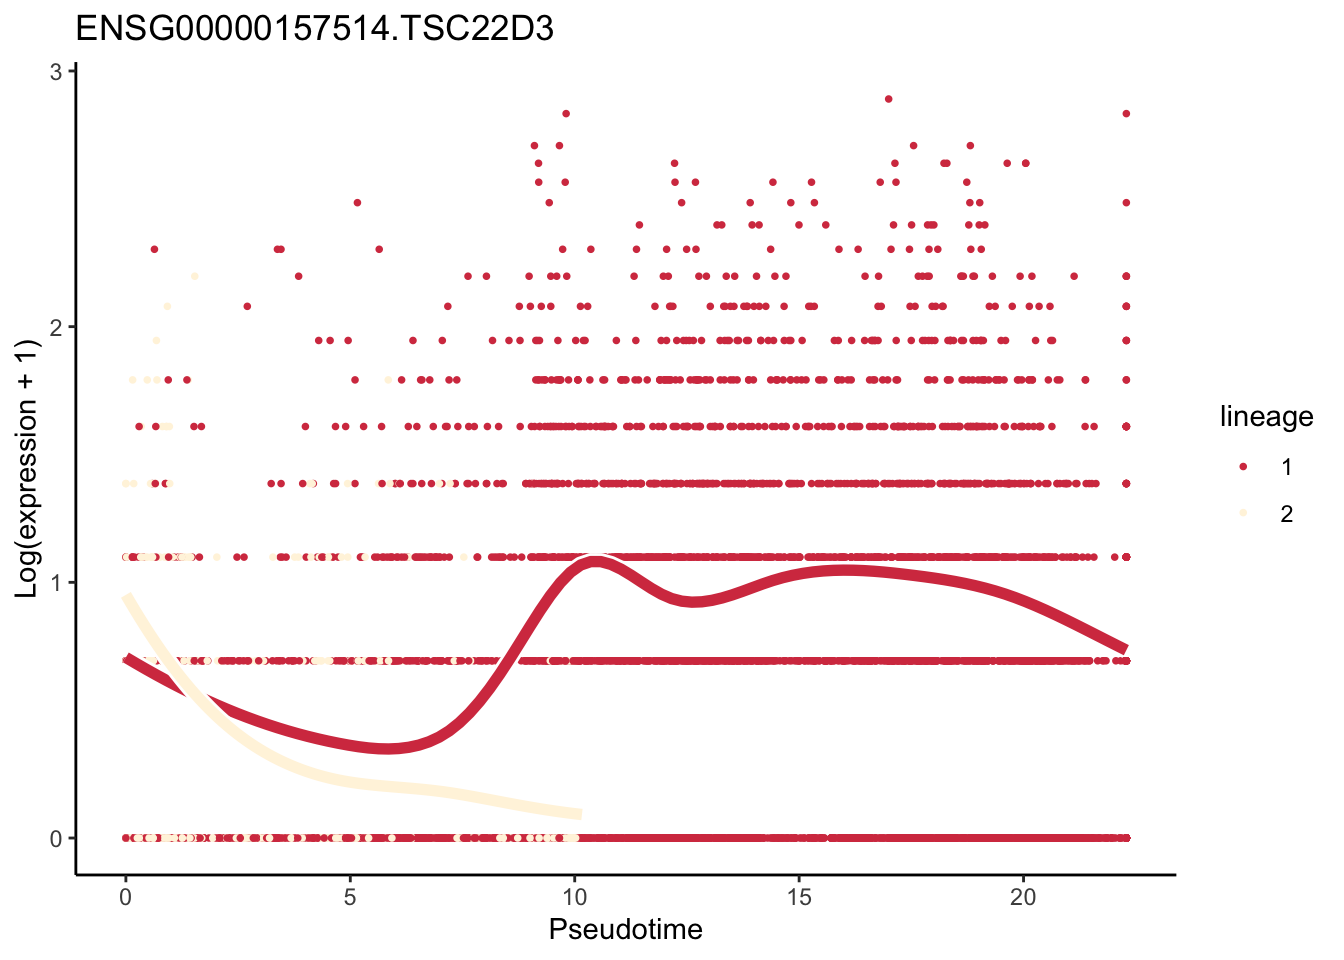 ENSG00000157514.TSC22D3
3
2
1
0
Log(expression + 1)
0 5 10 15 20
Pseudotime
lineage
1
2